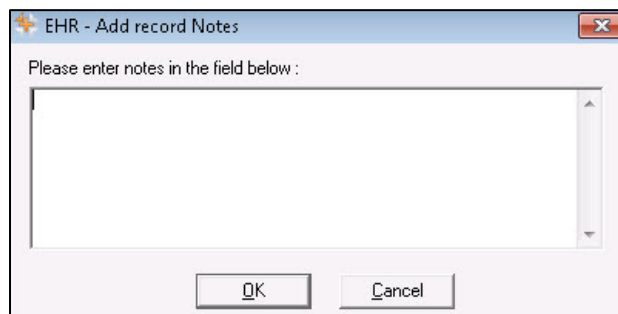 EHR - Add record Notes
Please enter notes in the field below :
OK
Cancel